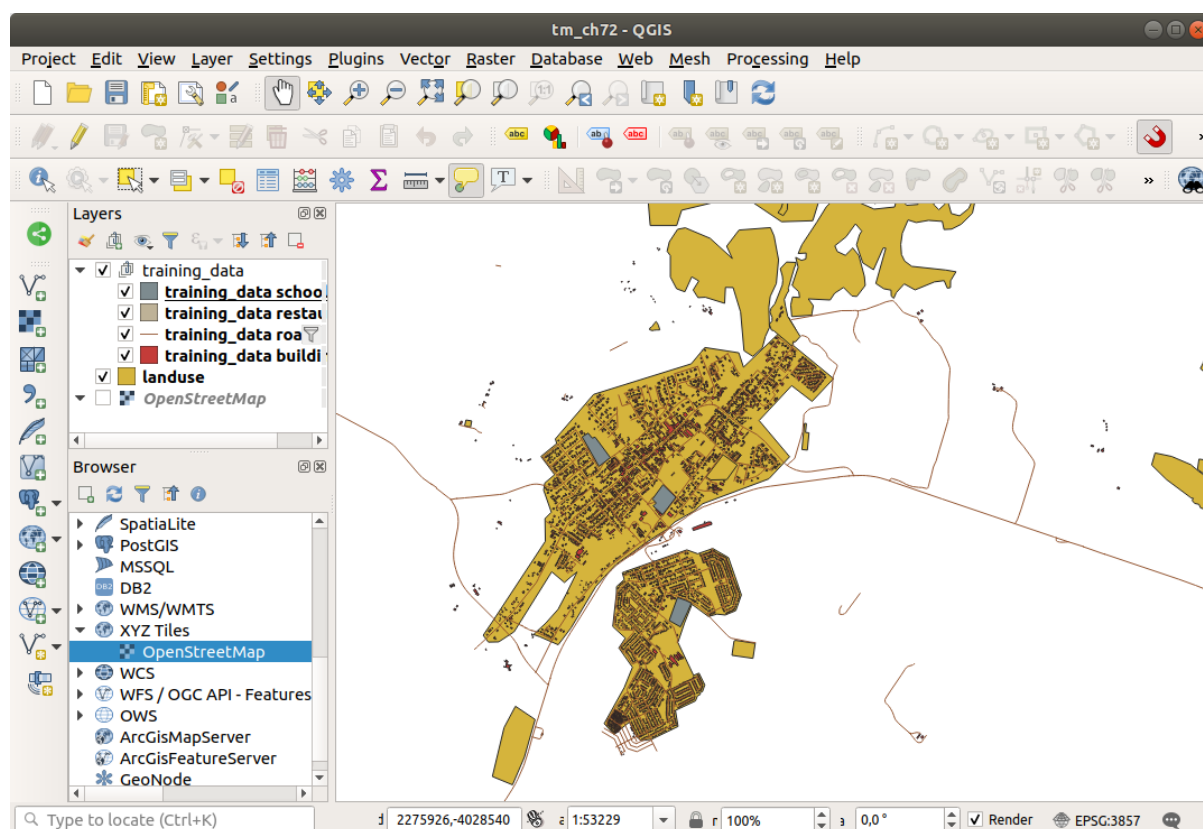 tm_ch72 - QGIS
Project Edit View Layer Settings Plugins Vector Raster Database Web Mesh Processing Help
abc ab abc
Layers
training_data
training_data schoo
training_data restau
training_data roa
training_data buildi
landuse
OpenStreetMap
Browser
SpatiaLite
PostGIS
MSSQL
DB2 DB2
WMS/WMTS
XYZ Tiles
OpenStreetMap
WCS
WFS / OGC API - Features
OWS
ArcGisMapServer
ArcGisFeatureServer
GeoNode
Type to locate (Ctrl+K) 2275926,-4028540 1:53229 r 100% 0,0 ° Render EPSG:3857